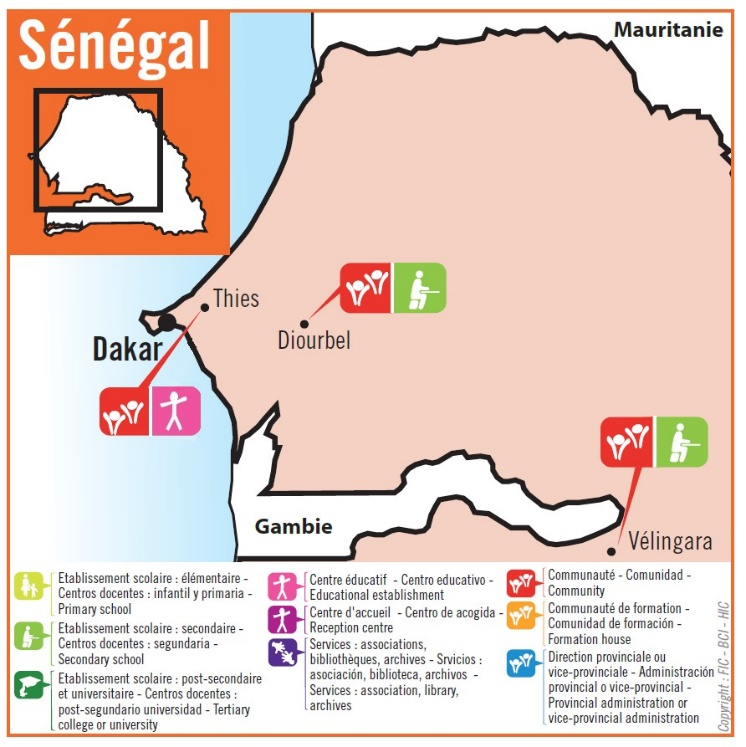 Sénégal
Mauritanie
Thies
Dakar
Diourbel
Gambie
Vélingara
Etablissement scolaire : élémentaire -
Centros docentes : infantil y primaria -
Primary school
Etablissement scolaire : secondaire -
Centros docentes : segundaria -
Secondary school
Etablissement scolaire : post-secondaire
et universitaire - Centros docentes :
post-segundario universidad - Tertiary
college or university
Centre éducatif - Centro educativo -
Educational establishment
Centre d'accueil - Centro de acogida -
Reception centre
Services : associations,
bibliothèques, archives - Srvicios :
asociación, biblioteca, archivos -
Services : association, library,
archives
Communauté - Comunidad -
Community
Communauté de formation -
Comunidad de formación -
Formation house
Direction provinciale ou
vice-provinciale - Administración
provincial o vice-provincial -
Provincial administration or
vice-provincial administration
Copyright : FIC - BCI - HIC